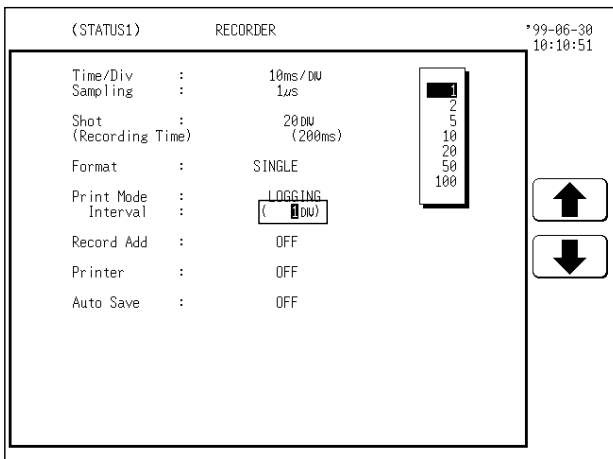 (STATUS1) RECORDER '99-06-30
10:10:51
Time/Div : 10ms/DIV
Sampling : 1µs
Shot : 20DIV
(Recording Time) (200ms)
Format : SINGLE
Print Mode : LOGGING
Interval : ( 1DIV)
Record Add : OFF
Printer : OFF
Auto Save : OFF
1
2
5
10
20
50
100